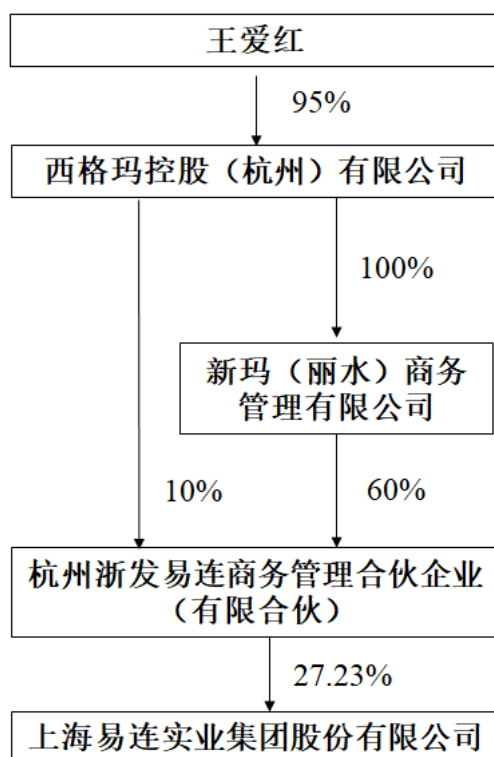 王爱红
95%
西格玛控股（杭州）有限公司
100%
新玛（丽水）商务
管理有限公司
10%
60%
杭州浙发易连商务管理合伙企业
（有限合伙）
27.23%
上海易连实业集团股份有限公司